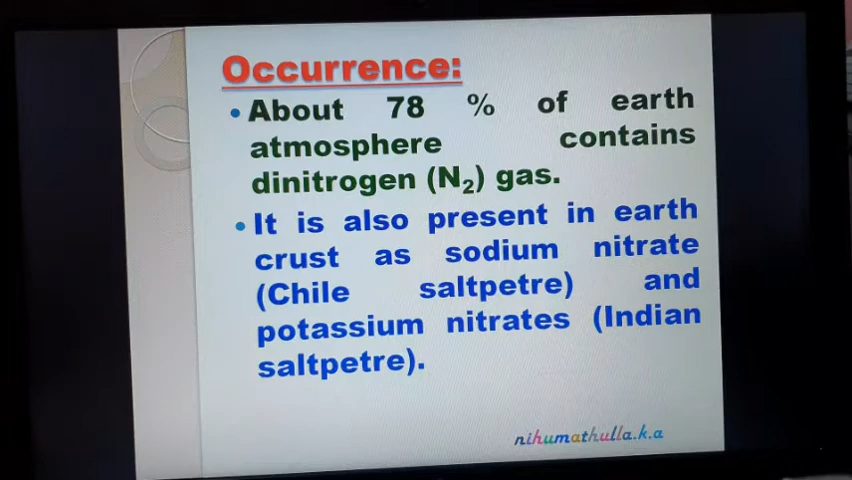 Occurrence:
• About 78 % of earth
atmosphere contains
dinitrogen (N₂) gas.
• It is also present in earth
crust as sodium nitrate
(Chile saltpetre) and
potassium nitrates (Indian
saltpetre).
nihumathulla.k.a